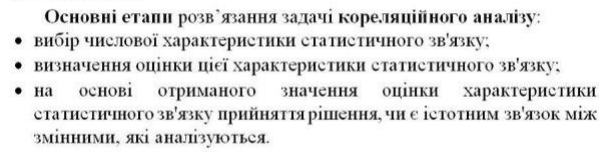 Основні етапи розв`язання задачі кореляційного аналізу:
• вибір числової характеристики статистичного зв'язку;
• визначення оцінки цієї характеристики статистичного зв'язку;
• на основі отриманого значення оцінки характеристики
статистичного зв'язку прийняття рішення, чи є істотним зв'язок між
змінними, які аналізуються.